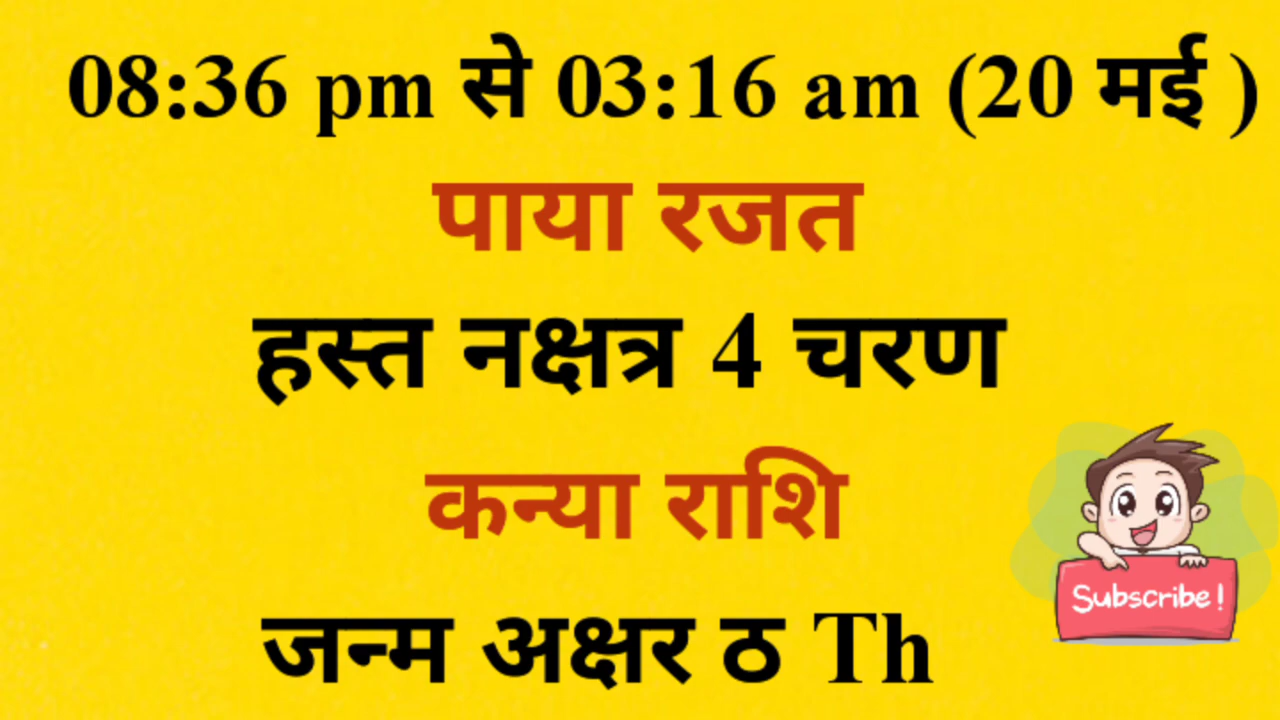 08:36 pm से 03:16 am (20 मई )
पाया रजत
हस्त नक्षत्र 4 चरण
कन्या राशि
Subscribe!
जन्म अक्षर ठ Th